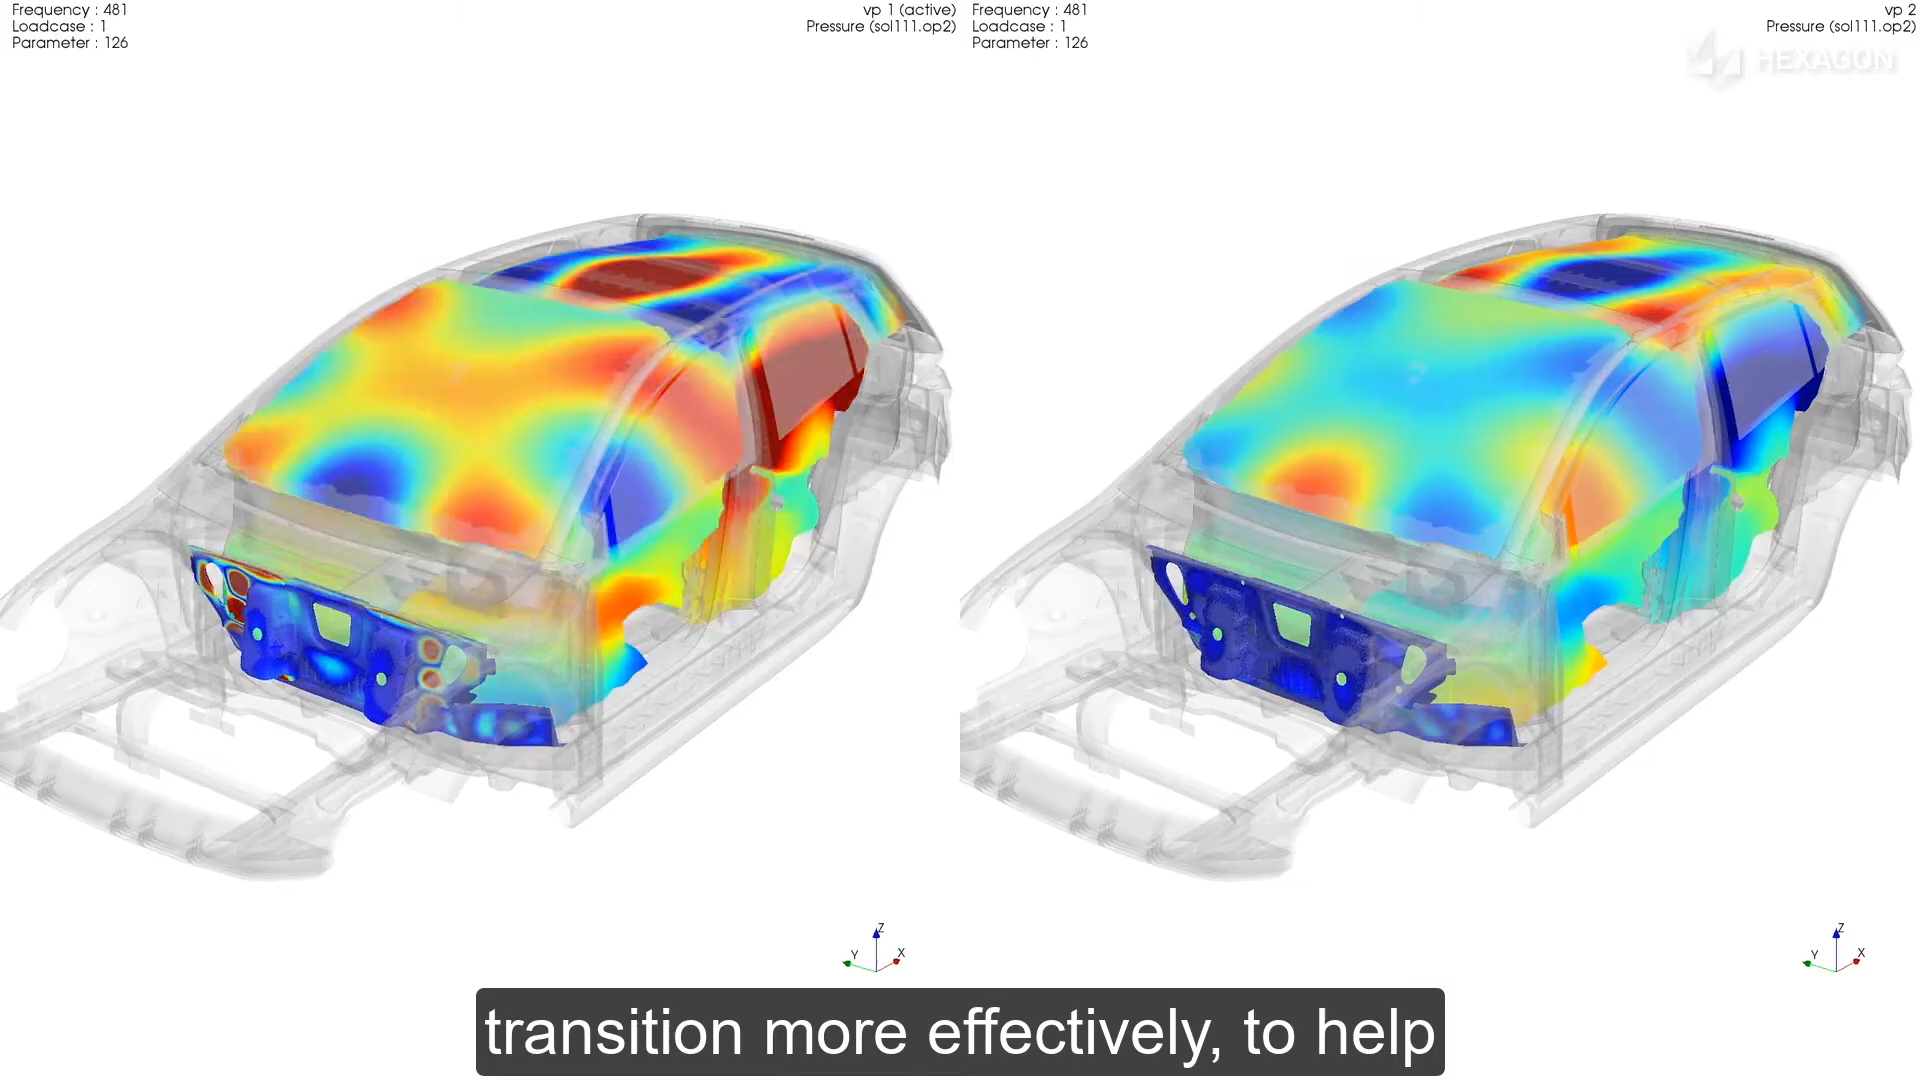 Frequency : 481
Loadcase : 1
Parameter : 126
vp 1 (active)
Pressure (sol111.op2)
Frequency : 481
Loadcase : 1
Parameter : 126
vp 2
Pressure (sol111.op2)
HEXAGON
Z
Y
X
Z
Y
X
transition more effectively, to help